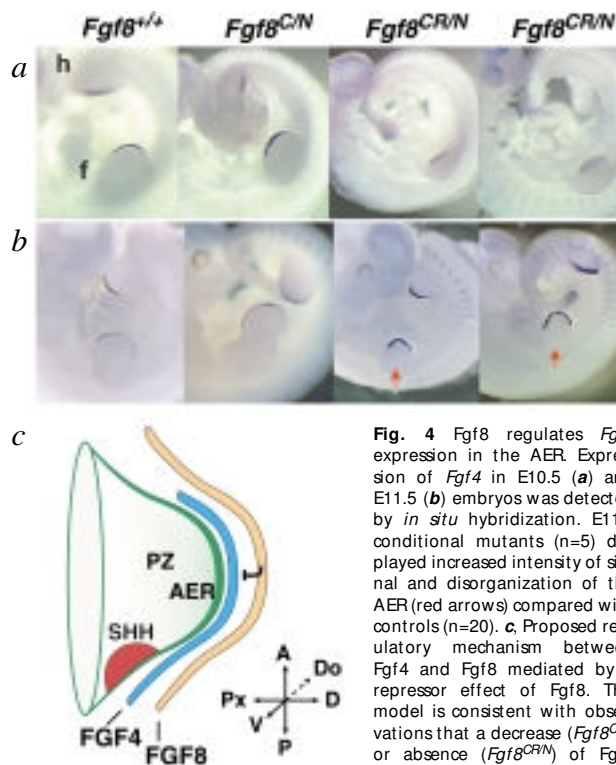 Fgf8+/+ Fgf8C/N Fgf8CR/N Fgf8CR/N
a
h
f
b
c
PZ
AER
SHH
FGF4
FGF8
A
Do
Px
D
V
P
Fig. 4 Fgf8 regulates Fg
expression in the AER. Expre
sion of Fgf4 in E10.5 (a) an
E11.5 (b) embryos was detecte
by in situ hybridization. E11
conditional mutants (n=5) di
played increased intensity of si
nal and disorganization of th
AER (red arrows) compared wi
controls (n=20). c, Proposed re
ulatory mechanism betwee
Fgf4 and Fgf8 mediated by
repressor effect of Fgf8. Th
model is consistent with obse
vations that a decrease (Fgf8C
or absence (Fgf8CR/N) of Fg